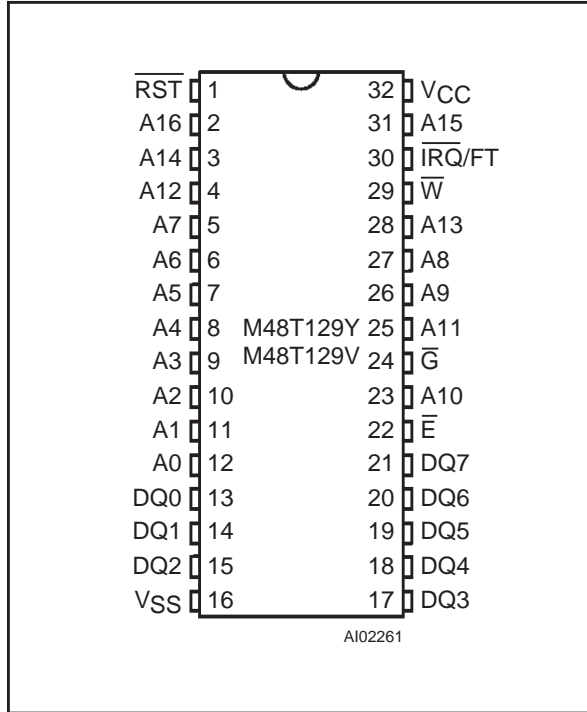 R̅S̅T̅ 1 32 VCC
A16 2 31 A15
A14 3 30 I̅R̅Q̅/FT
A12 4 29 W̅
A7 5 28 A13
A6 6 27 A8
A5 7 26 A9
A4 8 M48T129Y 25 A11
A3 9 M48T129V 24 G̅
A2 10 23 A10
A1 11 22 E̅
A0 12 21 DQ7
DQ0 13 20 DQ6
DQ1 14 19 DQ5
DQ2 15 18 DQ4
VSS 16 17 DQ3
AI02261